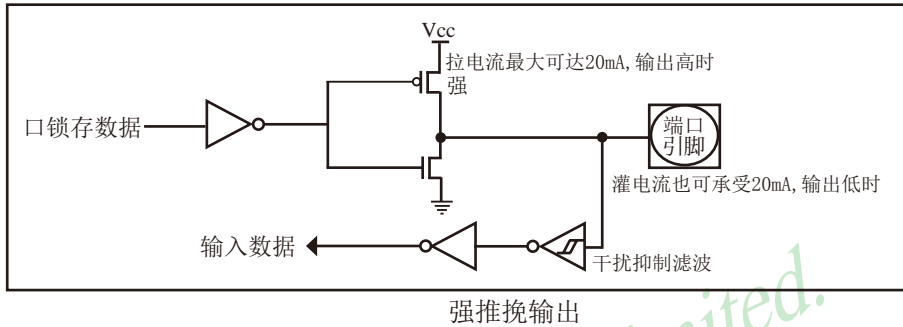 Vcc
拉电流最大可达20mA,输出高时
强
口锁存数据
端口
引脚
灌电流也可承受20mA,输出低时
输入数据
干扰抑制滤波
强推挽输出
mited.